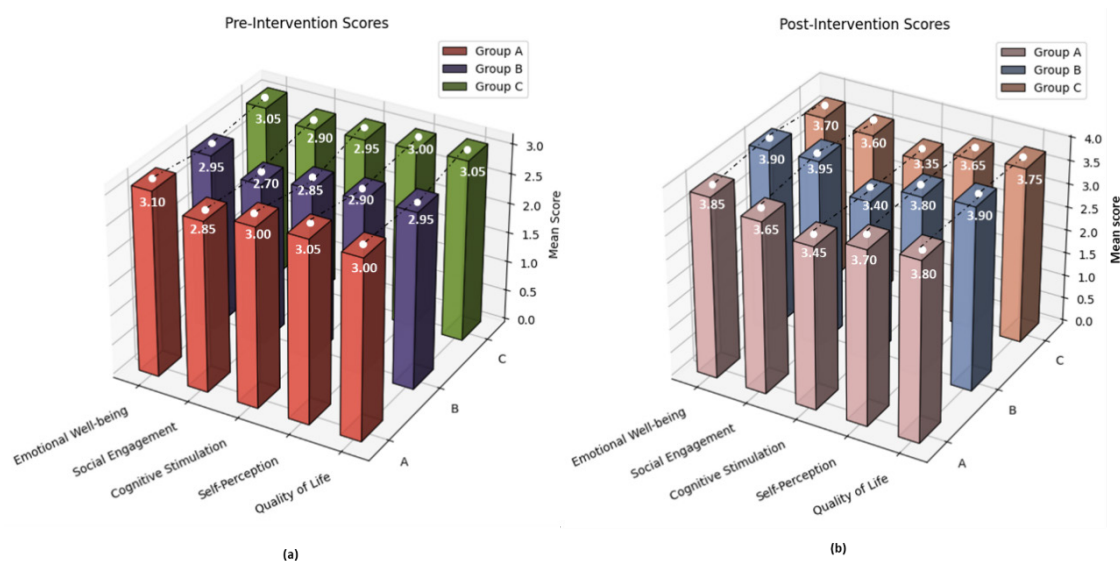 Pre-Intervention Scores
Group A
Group B
Group C
3.05
2.90
2.95
3.00
3.05
2.95
2.70
2.85
2.90
2.95
3.10
2.85
3.00
3.05
3.00
3.0
2.5
2.0
1.5
1.0
0.5
0.0
Mean Score
C
B
A
Emotional Well-being
Social Engagement
Cognitive Stimulation
Self-Perception
Quality of Life
(a)
Post-Intervention Scores
Group A
Group B
Group C
3.70
3.60
3.35
3.65
3.75
3.90
3.95
3.40
3.80
3.90
3.85
3.65
3.45
3.70
3.80
4.0
3.5
3.0
2.5
2.0
1.5
1.0
0.5
0.0
Mean score
C
B
A
Emotional Well-being
Social Engagement
Cognitive Stimulation
Self-Perception
Quality of Life
(b)